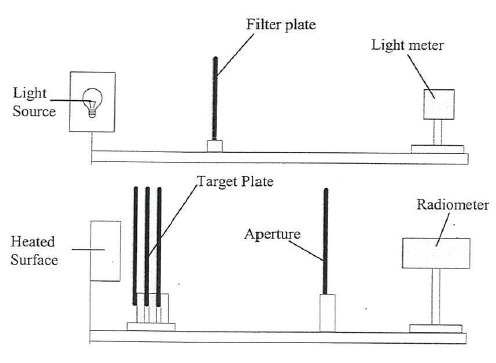 Filter plate
Light meter
Light
Source
Target Plate
Radiometer
Aperture
Heated
Surface